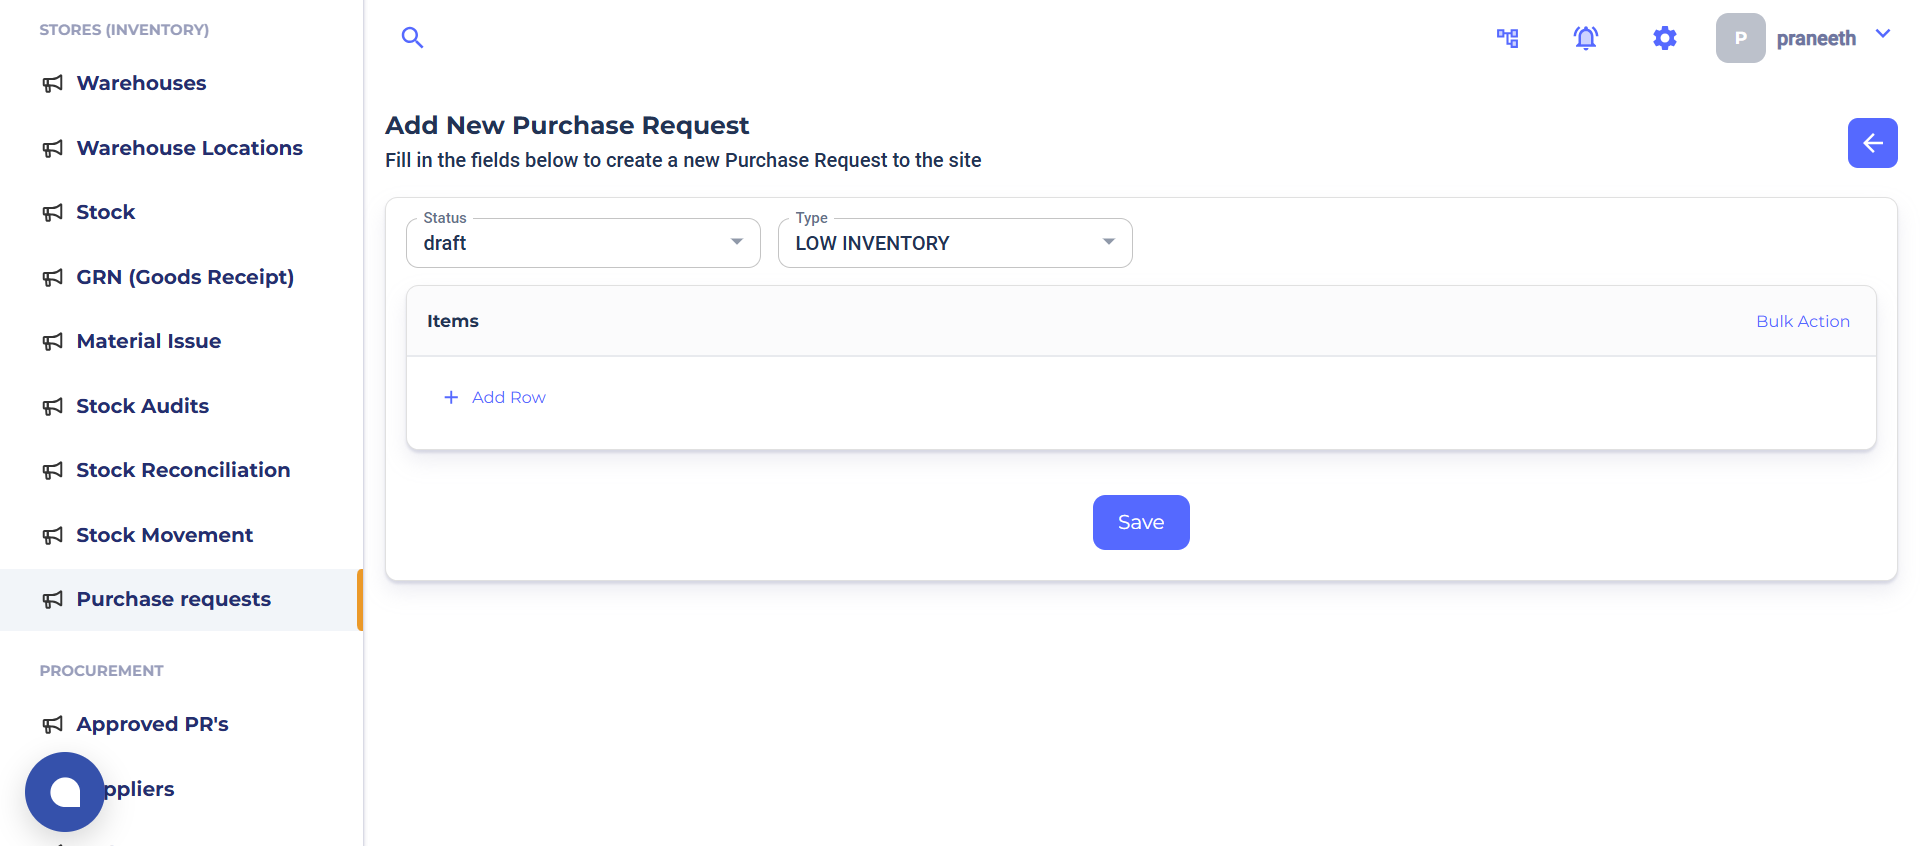 STORES (INVENTORY)
Warehouses
Warehouse Locations
Stock
GRN (Goods Receipt)
Material Issue
Stock Audits
Stock Reconciliation
Stock Movement
Purchase requests
PROCUREMENT
Approved PR's
ppliers
P
praneeth
Add New Purchase Request
Fill in the fields below to create a new Purchase Request to the site
Status
draft
Type
LOW INVENTORY
Items
Bulk Action
+ Add Row
Save